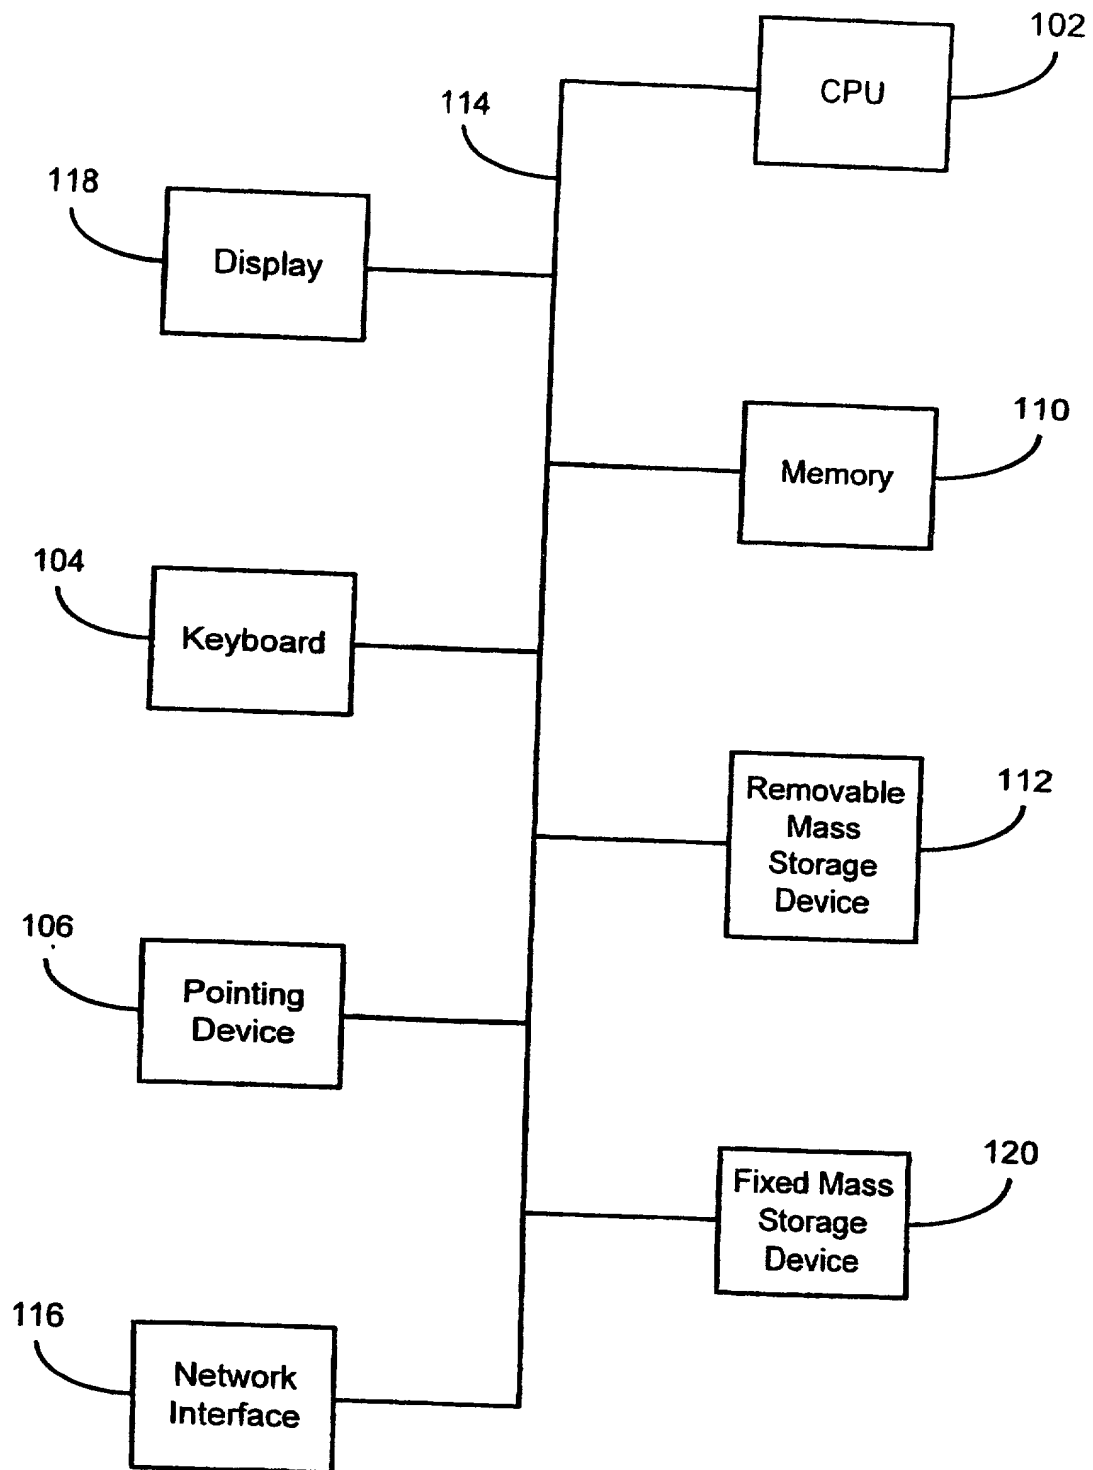 102
CPU
114
118
Display
110
Memory
104
Keyboard
112
Removable
Mass
Storage
Device
106
Pointing
Device
120
Fixed Mass
Storage
Device
116
Network
Interface